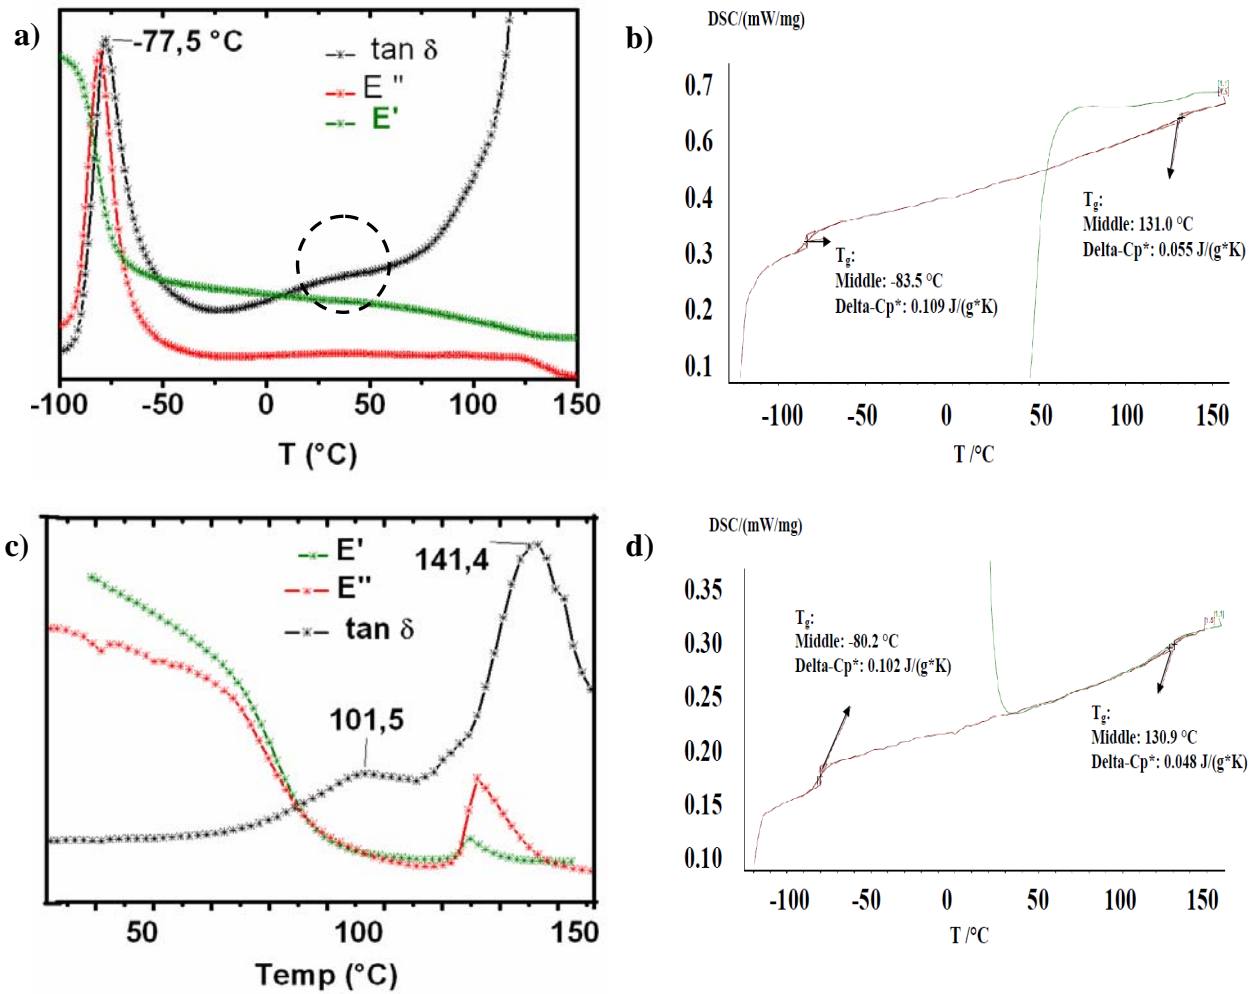 a)
-77,5 °C
tan δ
E "
E'
-100
-50
0
50
100
150
T (°C)
b)
DSC/(mW/mg)
0.7
0.6
0.4
0.3
0.2
0.1
Tg:
Middle: 131.0 °C
Delta-Cp*: 0.055 J/(g*K)
Tg:
Middle: -83.5 °C
Delta-Cp*: 0.109 J/(g*K)
-100
-50
0
50
100
150
T /°C
c)
E'
E"
tan δ
141,4
101,5
50
100
150
Temp (°C)
d)
DSC/(mW/mg)
0.35
0.30
0.25
0.20
0.15
0.10
Tg:
Middle: -80.2 °C
Delta-Cp*: 0.102 J/(g*K)
Tg:
Middle: 130.9 °C
Delta-Cp*: 0.048 J/(g*K)
-100
-50
0
50
100
150
T /°C